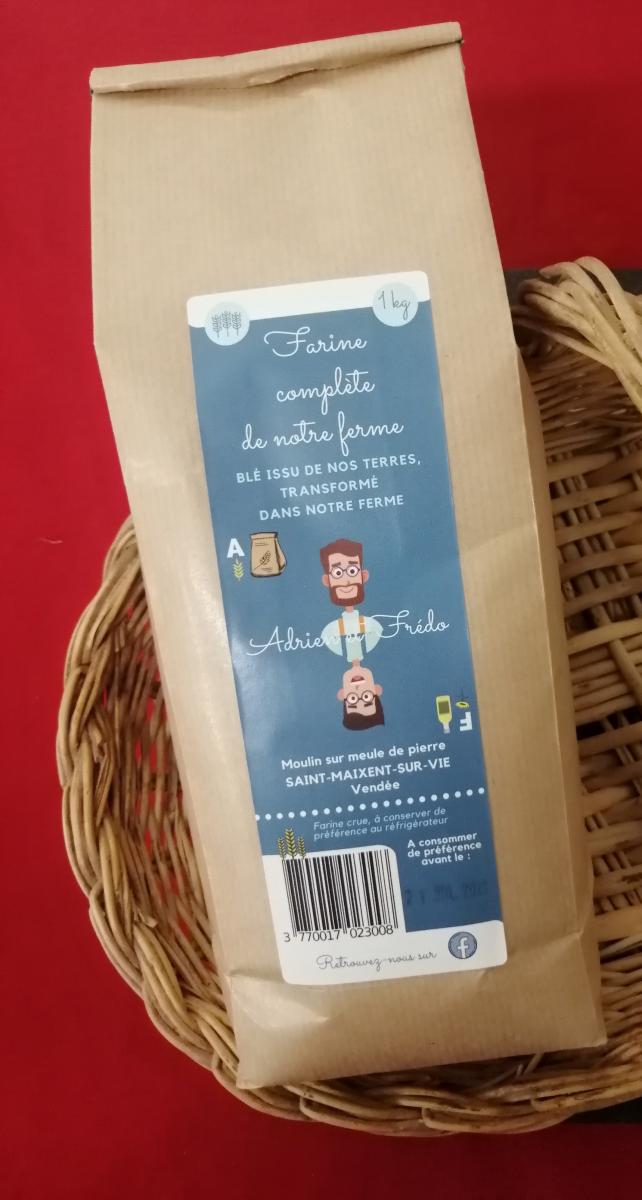 1 kg
Farine
complète
de notre ferme
BLÉ ISSU DE NOS TERRES,
TRANSFORMÉ
DANS NOTRE FERME
A
Adrien et Frédo
F
Moulin sur meule de pierre
SAINT-MAIXENT-SUR-VIE
Vendée
Farine crue, à conserver de
préférence au réfrigérateur
A consommer
de préférence
avant le :
3 770017 023008
Retrouvez-nous sur
f